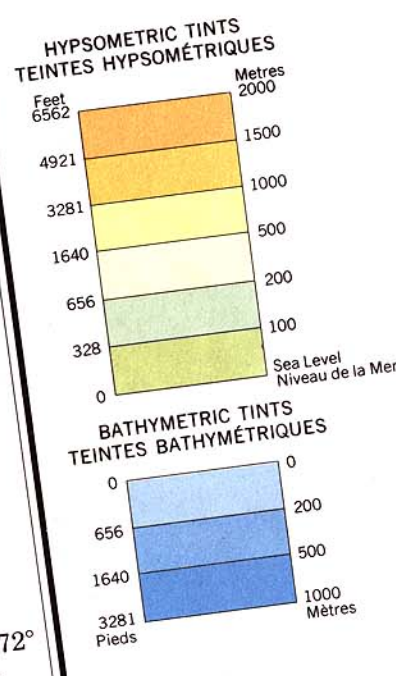 HYPSOMETRIC TINTS
TEINTES HYPSOMÉTRIQUES
Feet
Metres
6562
2000
4921
1500
3281
1000
1640
500
656
200
328
100
0
Sea Level
Niveau de la Mer
BATHYMETRIC TINTS
TEINTES BATHYMÉTRIQUES
0
0
656
200
1640
500
3281
1000
Pieds
Mètres
72°